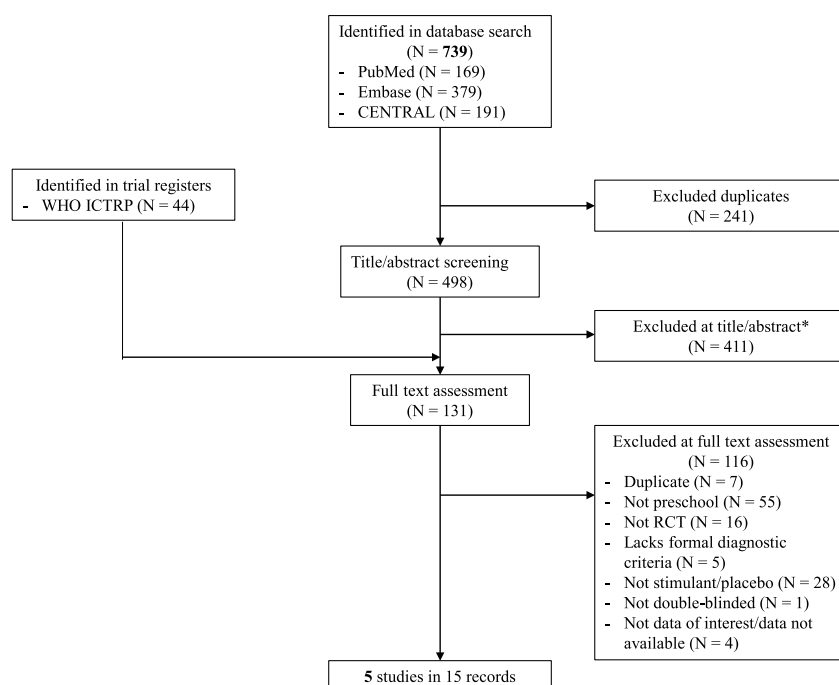 Identified in database search
(N = 739)
- PubMed (N = 169)
- Embase (N = 379)
- CENTRAL (N = 191)
Identified in trial registers
- WHO ICTRP (N = 44)
Excluded duplicates
(N = 241)
Title/abstract screening
(N = 498)
Excluded at title/abstract*
(N = 411)
Full text assessment
(N = 131)
Excluded at full text assessment
(N = 116)
- Duplicate (N = 7)
- Not preschool (N = 55)
- Not RCT (N = 16)
- Lacks formal diagnostic
criteria (N = 5)
- Not stimulant/placebo (N = 28)
- Not double-blinded (N = 1)
- Not data of interest/data not
available (N = 4)
5 studies in 15 records